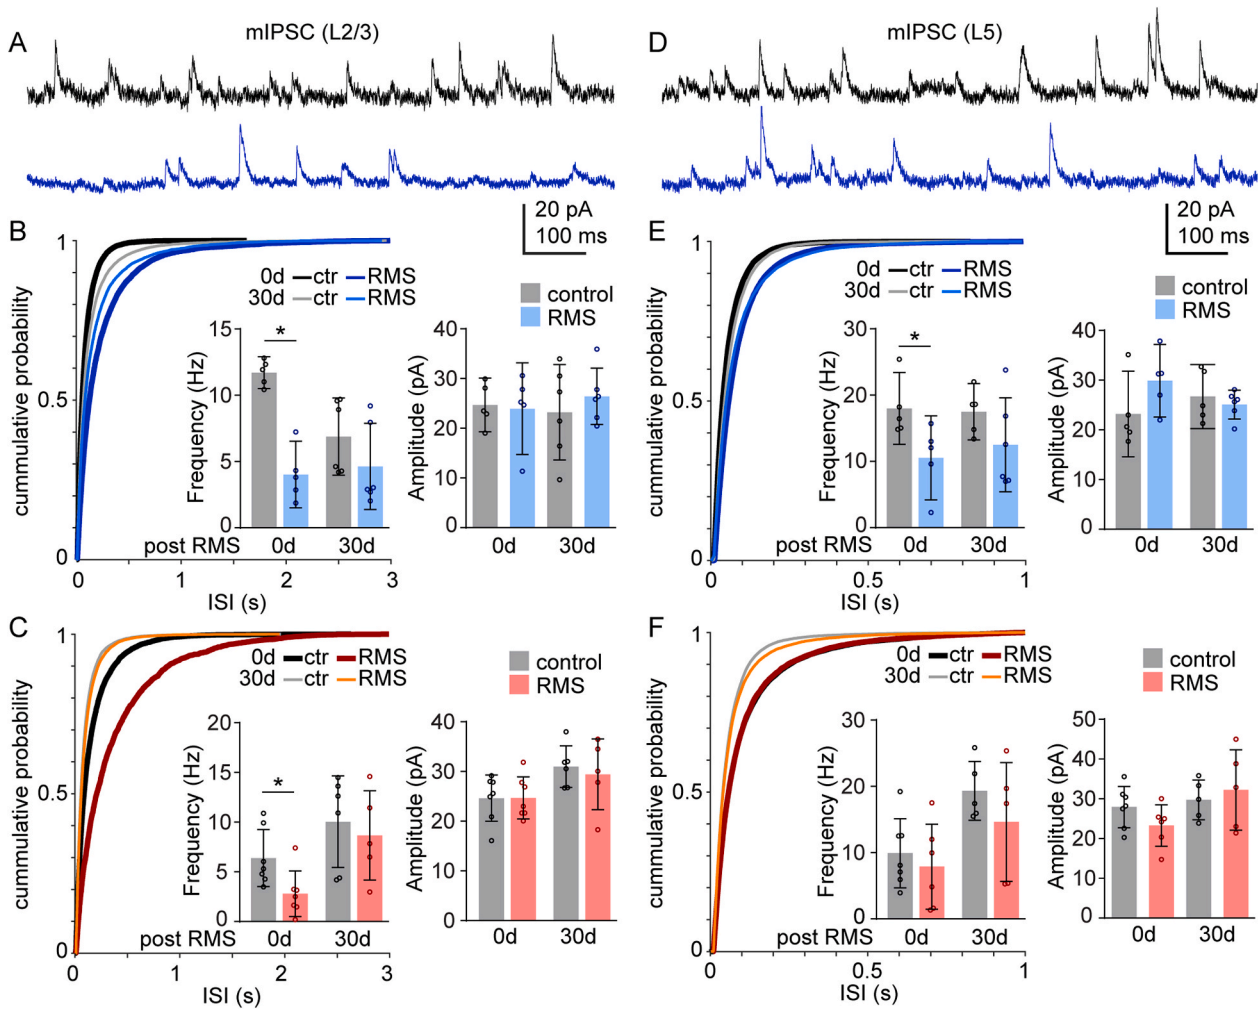 A
mIPSC (L2/3)
20 pA
100 ms
B
cummulative probability
1
0.5
0
0
1
2
3
ISI (s)
0d ctr RMS
30d ctr RMS
control
RMS
Frequency (Hz)
15
10
5
0
*
post RMS 0d 30d
Amplitude (pA)
40
30
20
10
0
0d 30d
C
cummulative probability
1
0.5
0
0
1
2
3
ISI (s)
0d ctr RMS
30d ctr RMS
control
RMS
Frequency (Hz)
20
15
10
5
0
*
post RMS 0d 30d
Amplitude (pA)
40
30
20
10
0
0d 30d
D
mIPSC (L5)
20 pA
100 ms
E
cummulative probability
1
0.5
0
0
0.5
1
ISI (s)
0d ctr RMS
30d ctr RMS
control
RMS
Frequency (Hz)
30
20
10
0
*
post RMS 0d 30d
Amplitude (pA)
40
30
20
10
0
0d 30d
F
cummulative probability
1
0.5
0
0
0.5
1
ISI (s)
0d ctr RMS
30d ctr RMS
control
RMS
Frequency (Hz)
30
20
10
0
post RMS 0d 30d
Amplitude (pA)
50
40
30
20
10
0
0d 30d